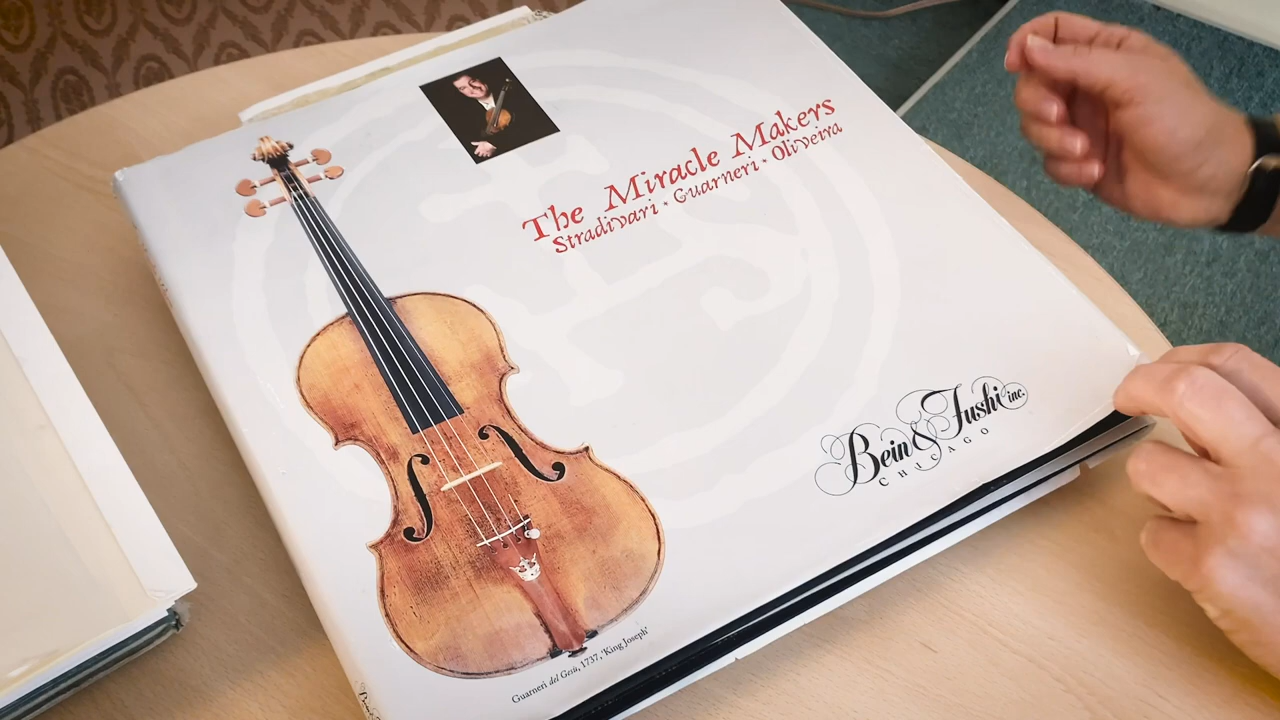 The Miracle Makers
Stradivari • Guarneri • Oliveira
Bein & Fushi inc.
CHICAGO
Guarneri del Gesù, 1737, 'King Joseph'